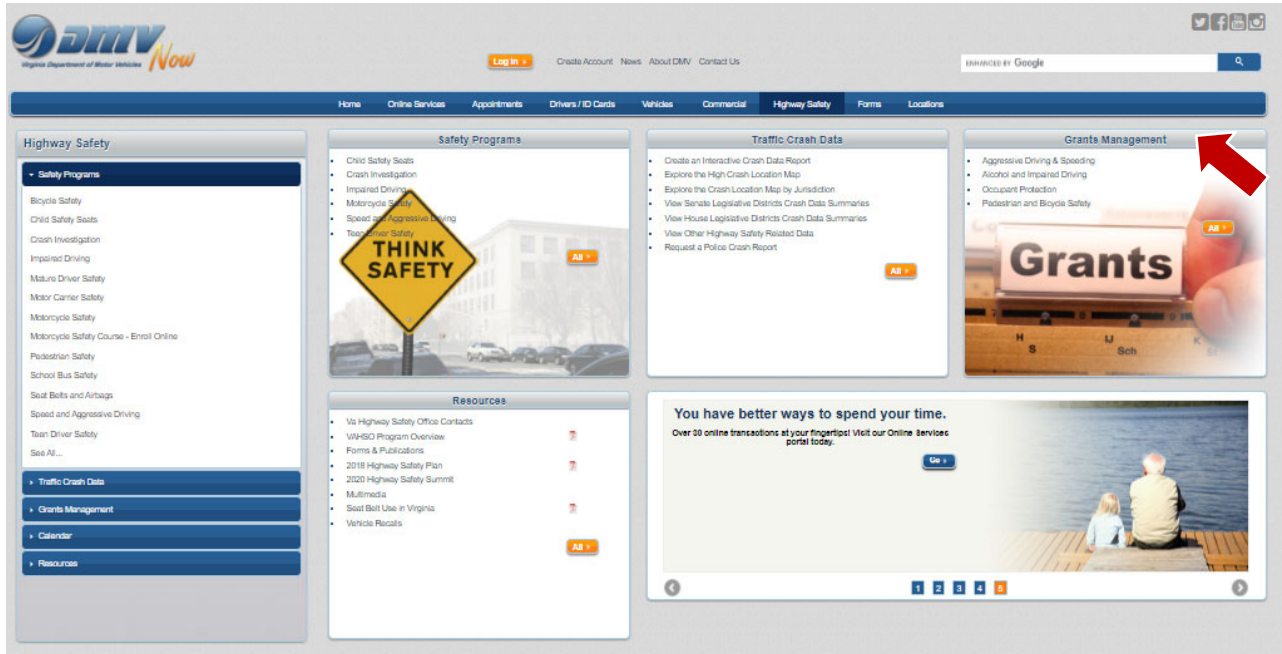 DMV Now
Virginia Department of Motor Vehicles
Log In
Create Account News About DMV Contact Us
ENHANCED BY Google
Home Online Services Appointments Drivers / ID Cards Vehicles Commercial Highway Safety Forms Locations
Highway Safety
Safety Programs
Bicycle Safety
Child Safety Seats
Crash Investigation
Impaired Driving
Mature Driver Safety
Motor Carrier Safety
Motorcycle Safety
Motorcycle Safety Course - Enroll Online
Pedestrian Safety
School Bus Safety
Seat Belts and Airbags
Speed and Aggressive Driving
Teen Driver Safety
See All...
Traffic Crash Data
Grants Management
Calendar
Resources
Safety Programs
Child Safety Seats
Crash Investigation
Impaired Driving
Motorcycle Safety
Speed and Aggressive Driving
Teen Driver Safety
THINK
SAFETY
All
Traffic Crash Data
Create an Interactive Crash Data Report
Explore the High Crash Location Map
Explore the Crash Location Map by Jurisdiction
View Senate Legislative Districts Crash Data Summaries
View House Legislative Districts Crash Data Summaries
View Other Highway Safety Related Data
Request a Police Crash Report
All
Grants Management
Aggressive Driving & Speeding
Alcohol and Impaired Driving
Occupant Protection
Pedestrian and Bicycle Safety
All
Grants
H IJ K
S Sch
Resources
Va Highway Safety Office Contacts
VAHSO Program Overview
Forms & Publications
2018 Highway Safety Plan
2020 Highway Safety Summit
Multimedia
Seat Belt Use in Virginia
Vehicle Recalls
All
You have better ways to spend your time.
Over 30 online transactions at your fingertips! Visit our Online Services
portal today.
Go
1 2 3 4 5